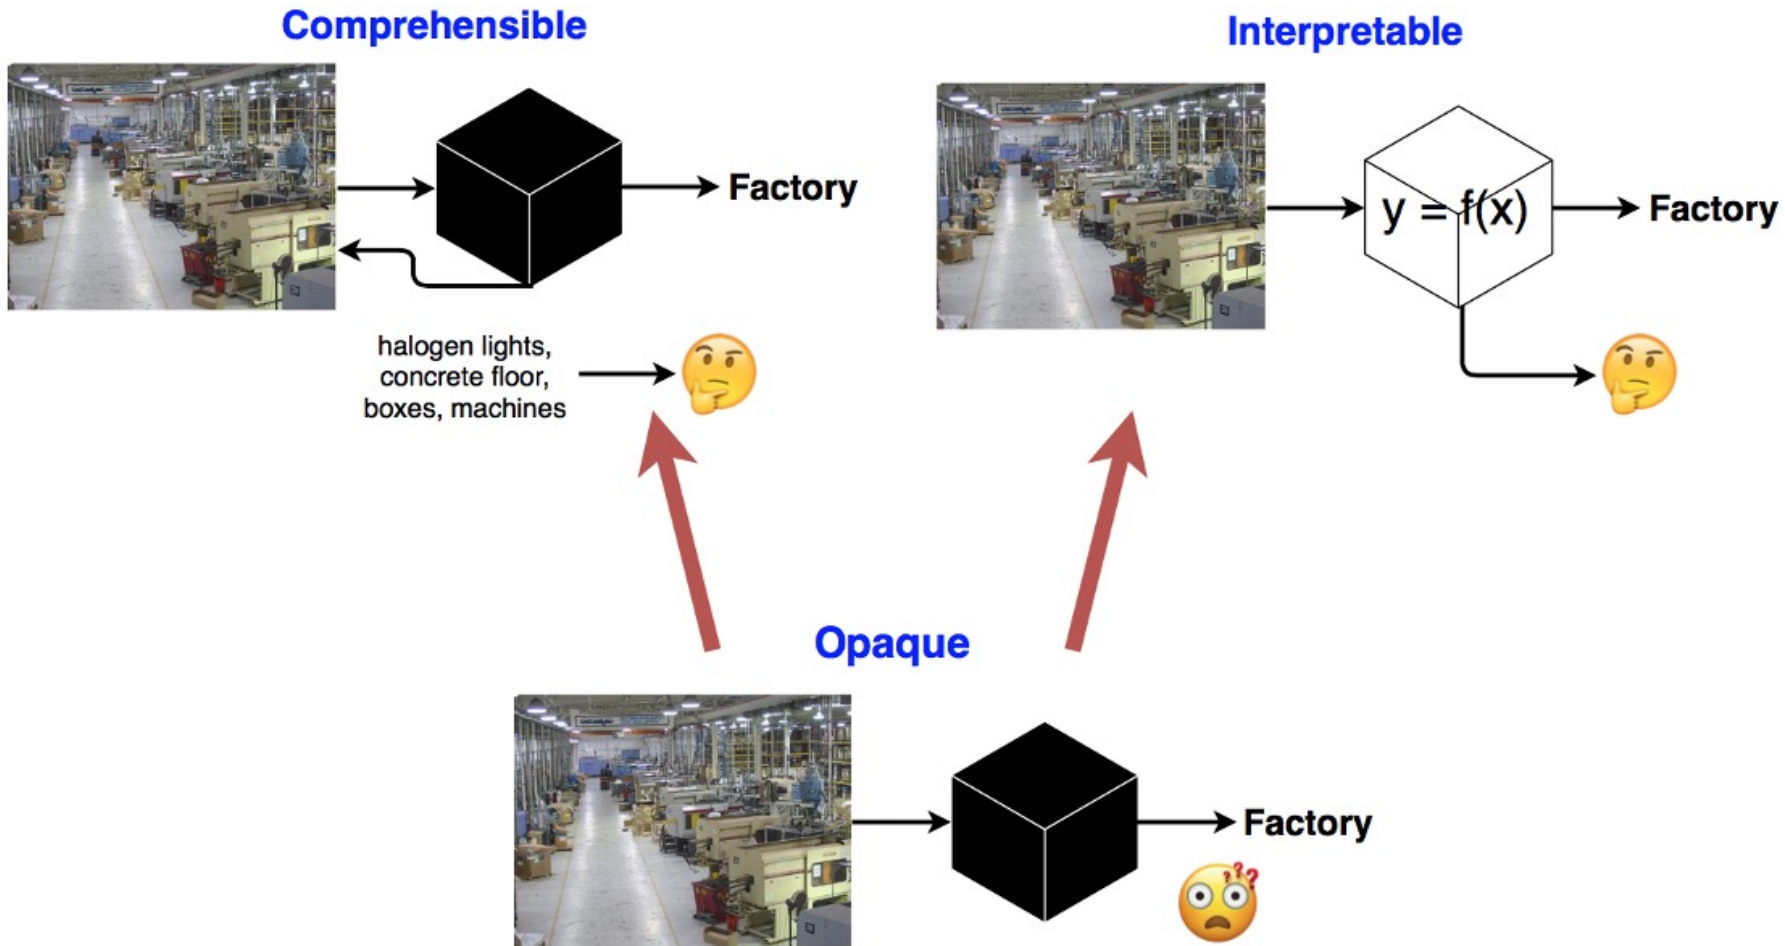 Comprehensible
Interpretable
Factory
halogen lights,
concrete floor,
boxes, machines
y = f(x)
Factory
Opaque
Factory
???